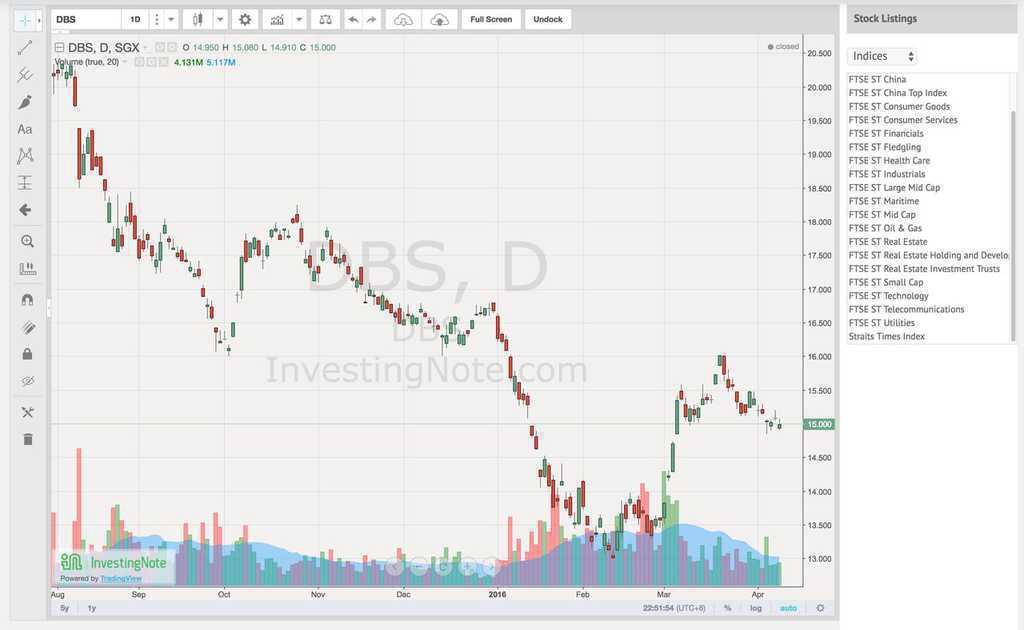 DBS 1D Full Screen Unblock
DBS, D, SGX O 14.950 H 15.080 L 14.910 C 15.000
closed
Volume (true, 20) 4.131M 5.117M
Aa
20.500
20.000
19.500
19.000
18.500
18.000
17.500
17.000
16.500
16.000
15.500
15.000
14.500
14.000
13.500
13.000
DBS, D
DBS
InvestingNote.com
InvestingNote
Powered by TradingView
Aug Sep Oct Nov Dec 2016 Feb Mar Apr
5y 1y 22:51:54 (UTC+8) % log auto
Stock Listings
Indices
FTSE ST China
FTSE ST China Top Index
FTSE ST Consumer Goods
FTSE ST Consumer Services
FTSE ST Financials
FTSE ST Fledgling
FTSE ST Health Care
FTSE ST Industrials
FTSE ST Large Mid Cap
FTSE ST Maritime
FTSE ST Mid Cap
FTSE ST Oil & Gas
FTSE ST Real Estate
FTSE ST Real Estate Holding and Develo
FTSE ST Real Estate Investment Trusts
FTSE ST Small Cap
FTSE ST Technology
FTSE ST Telecommunications
FTSE ST Utilities
Straits Times Index